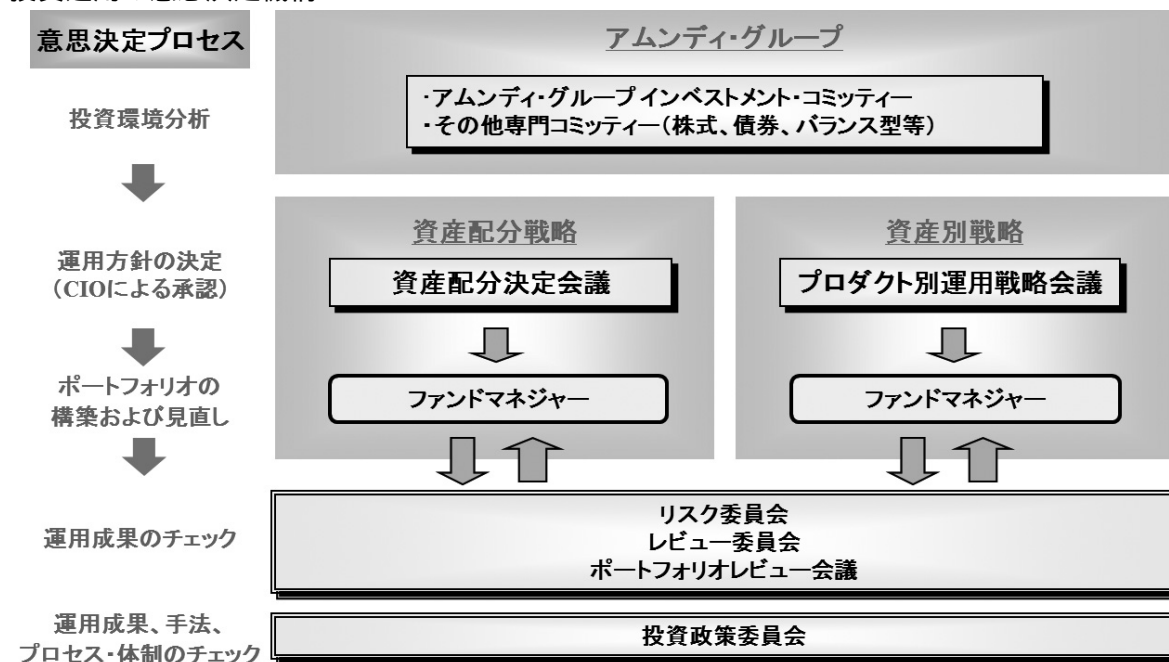 意思決定プロセス
アムンディ・グループ
・アムンディ・グループ インベストメント・コミッティー
・その他専門コミッティー（株式、債券、バランス型等）
投資環境分析
資産配分戦略
資産別戦略
運用方針の決定
（CIOによる承認）
資産配分決定会議
プロダクト別運用戦略会議
ポートフォリオの
構築および見直し
ファンドマネジャー
ファンドマネジャー
運用成果のチェック
リスク委員会
レビュー委員会
ポートフォリオレビュー会議
運用成果、手法、
プロセス・体制のチェック
投資政策委員会